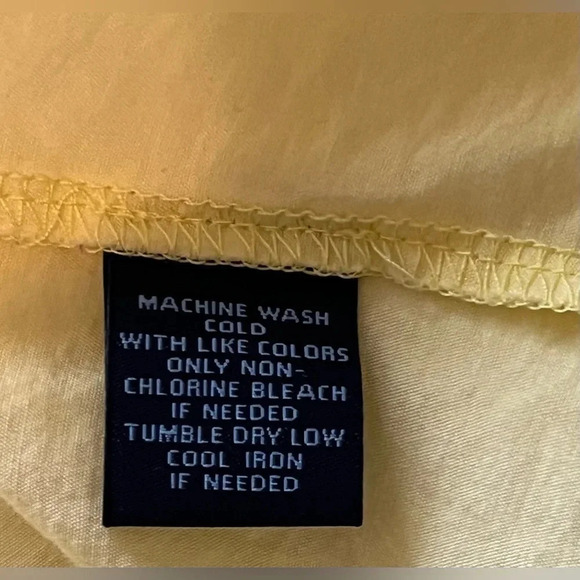 MACHINE WASH
COLD
WITH LIKE COLORS
ONLY NON-
CHLORINE BLEACH
IF NEEDED
TUMBLE DRY LOW
COOL IRON
IF NEEDED